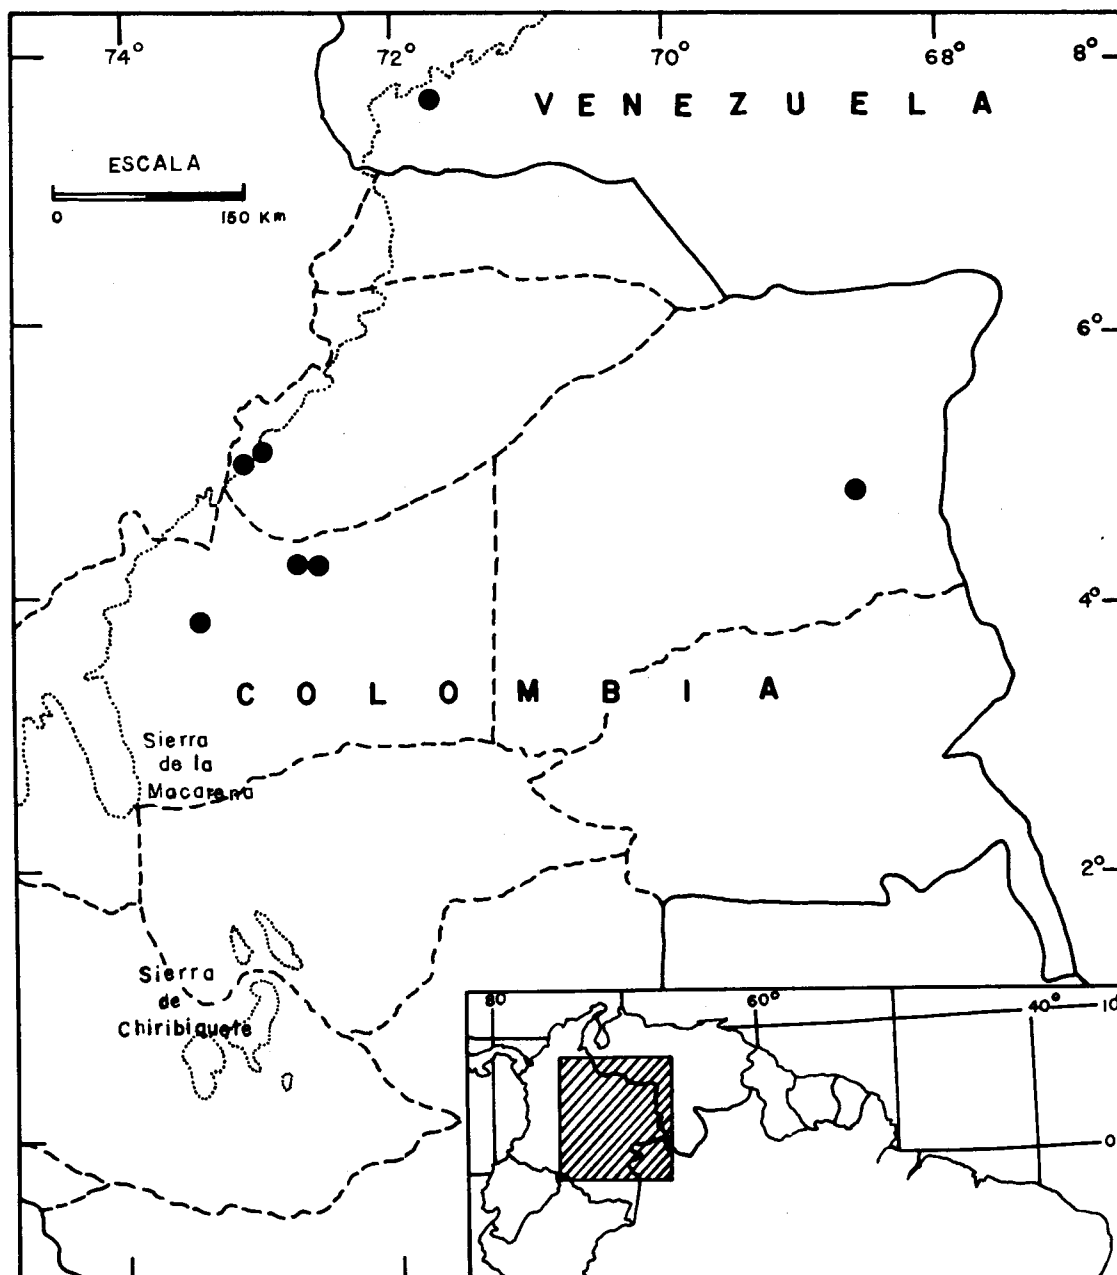 74° 72° 70° 68° 8°
VENEZUELA
ESCALA
0 150 Km
6°
4°
COLOMBIA
Sierra
de la
Macarena
2°
Sierra
de
Chiribiquete
80 60° 40° 10
0